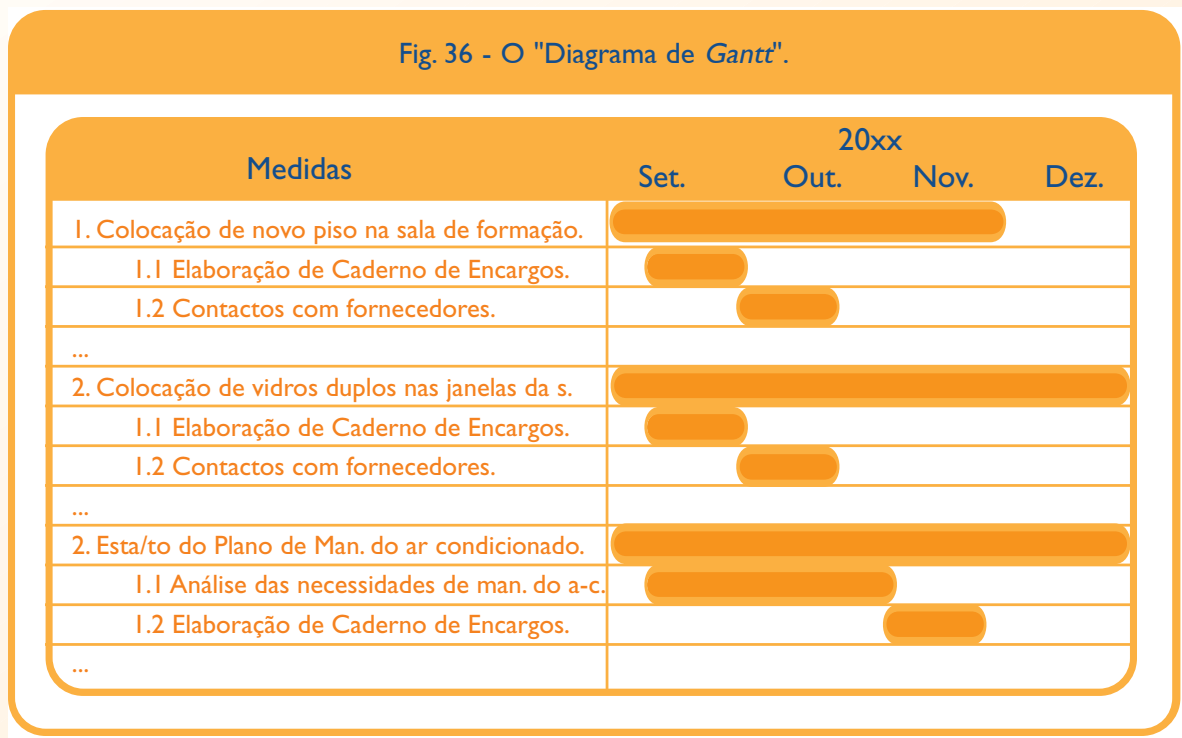 Fig. 36 - O "Diagrama de Gantt".
20xx
Medidas Set. Out. Nov. Dez.
1. Colocação de novo piso na sala de formação.
1.1 Elaboração de Caderno de Encargos.
1.2 Contactos com fornecedores.
...
2. Colocação de vidros duplos nas janelas da s.
1.1 Elaboração de Caderno de Encargos.
1.2 Contactos com fornecedores.
...
2. Esta/to do Plano de Man. do ar condicionado.
1.1 Análise das necessidades de man. do a-c.
1.2 Elaboração de Caderno de Encargos.
...